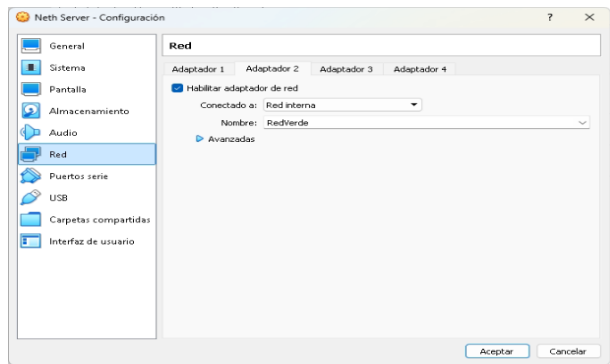 Neth Server - Configuración
? ×
General
Sistema
Pantalla
Almacenamiento
Audio
Red
Puertos serie
USB
Carpetas compartidas
Interfaz de usuario
Red
Adaptador 1 Adaptador 2 Adaptador 3 Adaptador 4
Habilitar adaptador de red
Conectado a: Red interna
Nombre: RedVerde
Avanzadas
Aceptar Cancelar